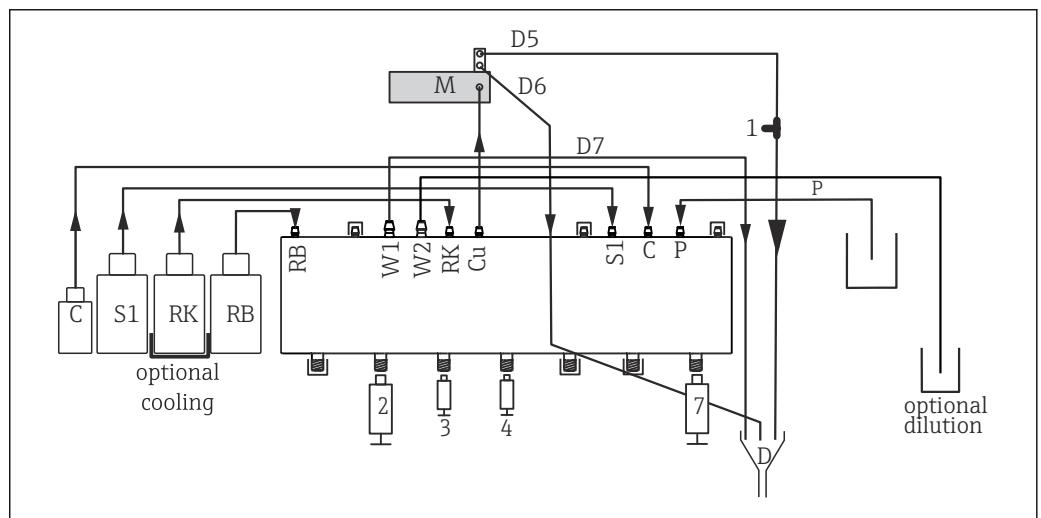 D5
M
D6
1
D7
P
RB
W1
W2
RK
Cu
S1
C
P
C
S1
RK
RB
optional
cooling
2
3
4
7
D
optional
dilution